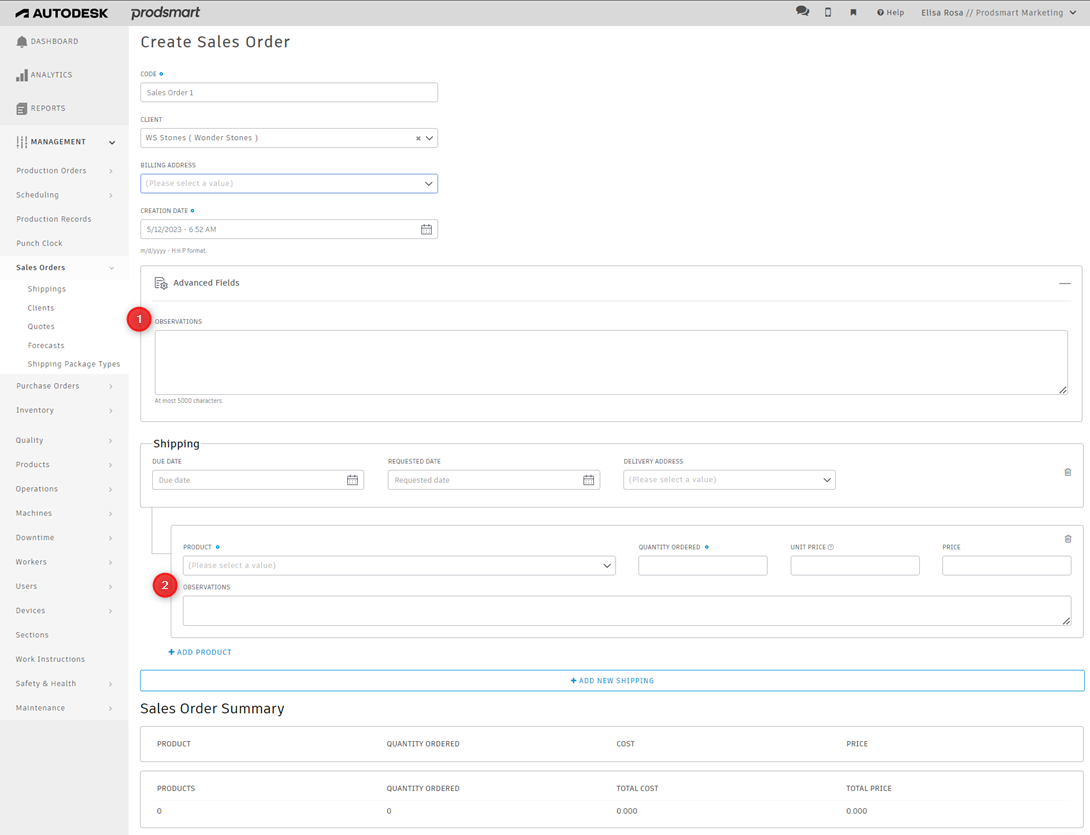 AUTODESK prodsmart Help Elisa Rosa // Prodsmart Marketing
DASHBOARD
ANALYTICS
REPORTS
MANAGEMENT
Production Orders
Scheduling
Production Records
Punch Clock
Sales Orders
Shippings
Clients
Quotes
Forecasts
Shipping Package Types
Purchase Orders
Inventory
Quality
Products
Operations
Machines
Downtime
Workers
Users
Devices
Sections
Work Instructions
Safety & Health
Maintenance
Create Sales Order
CODE
Sales Order 1
CLIENT
WS Stones ( Wonder Stones )
BILLING ADDRESS
(Please select a value)
CREATION DATE
5/12/2023 - 6:52 AM
m/d/yyyy - H:m P format.
Advanced Fields
1
OBSERVATIONS
At most 5000 characters.
Shipping
DUE DATE REQUESTED DATE DELIVERY ADDRESS
Due date Requested date (Please select a value)
PRODUCT QUANTITY ORDERED UNIT PRICE PRICE
(Please select a value)
2
OBSERVATIONS
+ ADD PRODUCT
+ ADD NEW SHIPPING
Sales Order Summary
PRODUCT QUANTITY ORDERED COST PRICE
PRODUCTS QUANTITY ORDERED TOTAL COST TOTAL PRICE
0 0 0.000 0.000